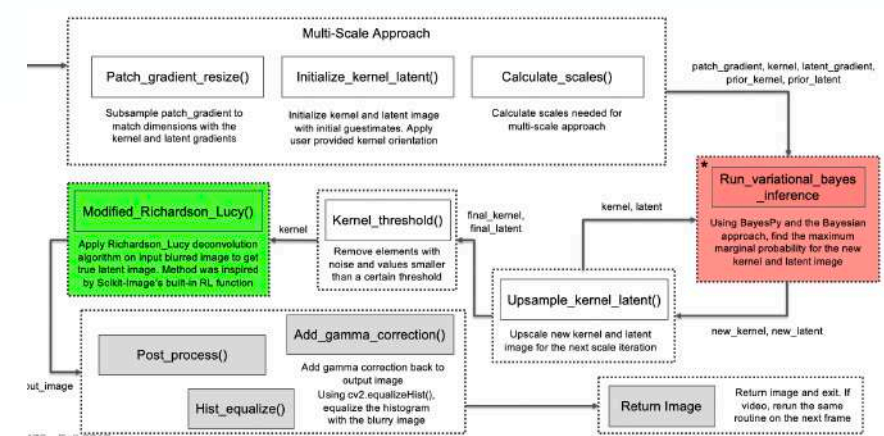 Multi-Scale Approach
Patch_gradient_resize()
Subsample patch_gradient to
match dimensions with the
kernel and latent gradients
Initialize_kernel_latent()
Initialize kernel and latent image
with initial guestimates. Apply
user provided kernel orientation
Calculate_scales()
Calculate scales needed for
multi-scale approach
patch_gradient, kernel, latent_gradient,
prior_kernel, prior_latent
*
Run_variational_bayes
_inference
Using BayesPy and the Bayesian
approach, find the maximum
marginal probability for the new
kernel and latent image
kernel, latent
new_kernel, new_latent
Upsample_kernel_latent()
Upscale new kernel and latent
image for the next scale iteration
final_kernel,
final_latent
Kernel_threshold()
Remove elements with
noise and values smaller
than a certain threshold
kernel
Modified_Richardson_Lucy()
Apply Richardson_Lucy deconvolution
algorithm on input blurred image to get
true latent image. Method was inspired
by Scikit-Image's built-in RL function
out_image
Post_process()
Add_gamma_correction()
Add gamma correction back to
output image
Using cv2.equalizeHist(),
equalize the histogram
with the blurry image
Hist_equalize()
Return Image
Return image and exit. If
video, rerun the same
routine on the next frame